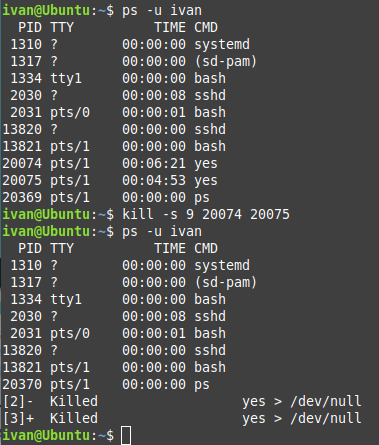 ivan@Ubuntu:~$ ps -u ivan
  PID TTY          TIME CMD
 1310 ?        00:00:00 systemd
 1317 ?        00:00:00 (sd-pam)
 1334 tty1     00:00:00 bash
 2030 ?        00:00:08 sshd
 2031 pts/0    00:00:01 bash
13820 ?        00:00:00 sshd
13821 pts/1    00:00:00 bash
20074 pts/1    00:06:21 yes
20075 pts/1    00:04:53 yes
20369 pts/1    00:00:00 ps
ivan@Ubuntu:~$ kill -s 9 20074 20075
ivan@Ubuntu:~$ ps -u ivan
  PID TTY          TIME CMD
 1310 ?        00:00:00 systemd
 1317 ?        00:00:00 (sd-pam)
 1334 tty1     00:00:00 bash
 2030 ?        00:00:08 sshd
 2031 pts/0    00:00:01 bash
13820 ?        00:00:00 sshd
13821 pts/1    00:00:00 bash
20370 pts/1    00:00:00 ps
[2]-  Killed                  yes > /dev/null
[3]+  Killed                  yes > /dev/null
ivan@Ubuntu:~$